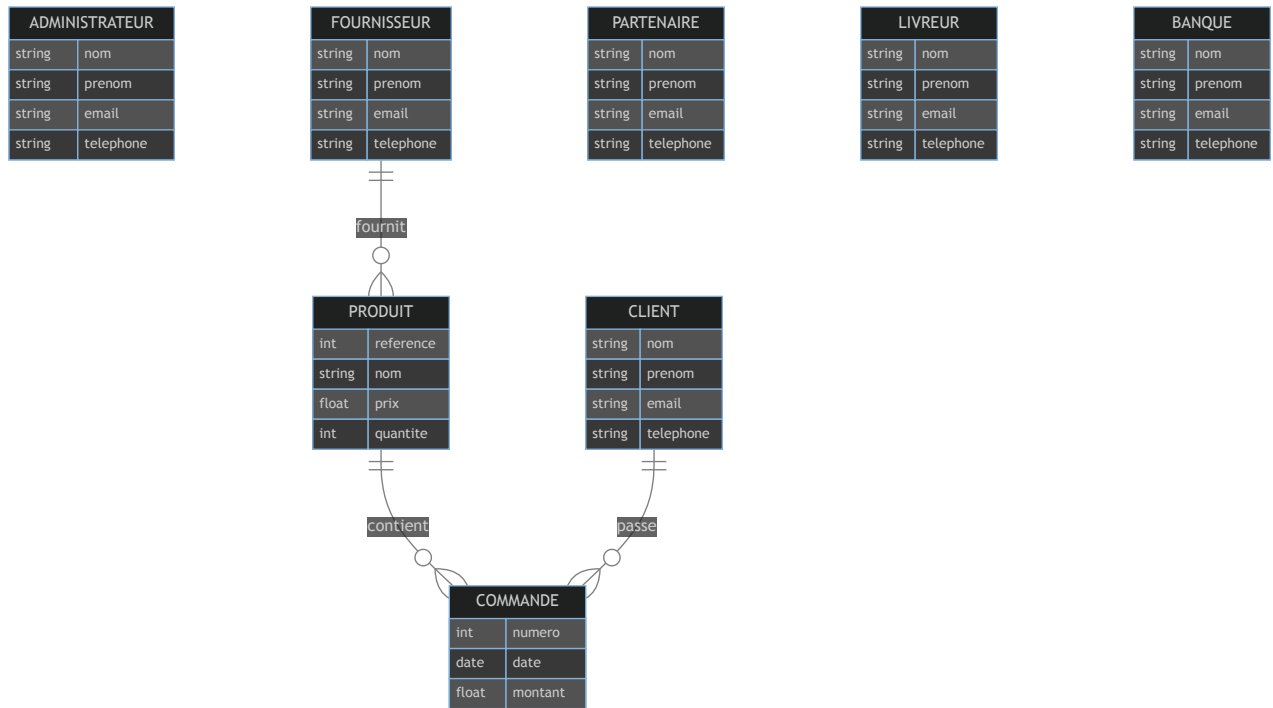 ADMINISTRATEUR
string nom
string prenom
string email
string telephone
FOURNISSEUR
string nom
string prenom
string email
string telephone
PARTENAIRE
string nom
string prenom
string email
string telephone
LIVREUR
string nom
string prenom
string email
string telephone
BANQUE
string nom
string prenom
string email
string telephone
fournit
PRODUIT
int reference
string nom
float prix
int quantite
CLIENT
string nom
string prenom
string email
string telephone
contient
passe
COMMANDE
int numero
date date
float montant